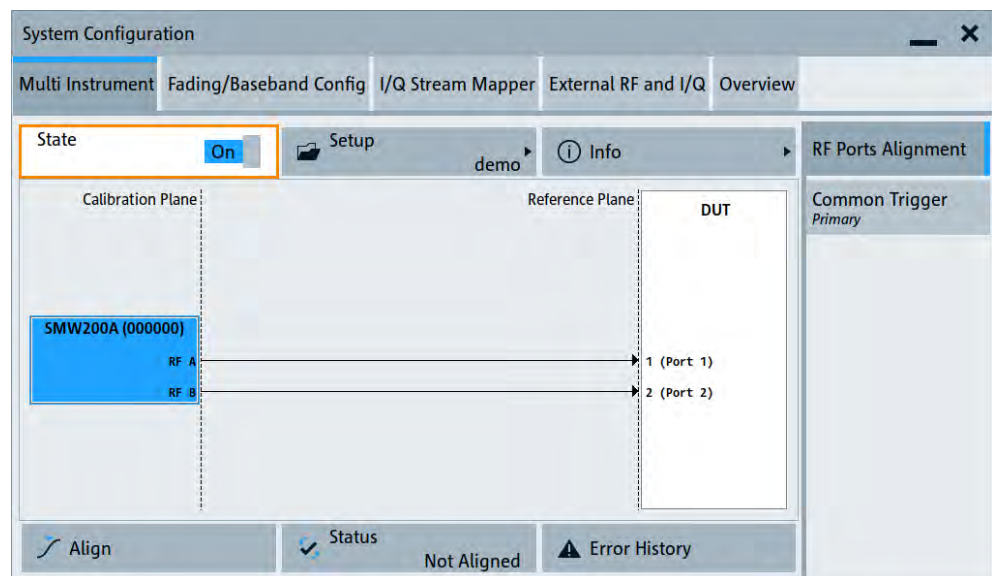 System Configuration
Multi Instrument Fading/Baseband Config I/Q Stream Mapper External RF and I/Q Overview
State On Setup demo Info
RF Ports Alignment
Common Trigger
Primary
Calibration Plane Reference Plane DUT
SMW200A (000000)
RF A 1 (Port 1)
RF B 2 (Port 2)
Align Status Not Aligned Error History